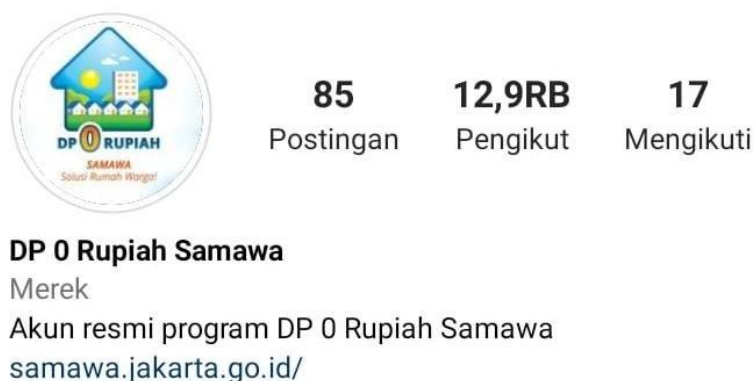 DP 0 RUPIAH
SAMAWA
Solusi Rumah Warga!
85
12,9RB
17
Postingan
Pengikut
Mengikuti
DP 0 Rupiah Samawa
Merek
Akun resmi program DP 0 Rupiah Samawa
samawa.jakarta.go.id/